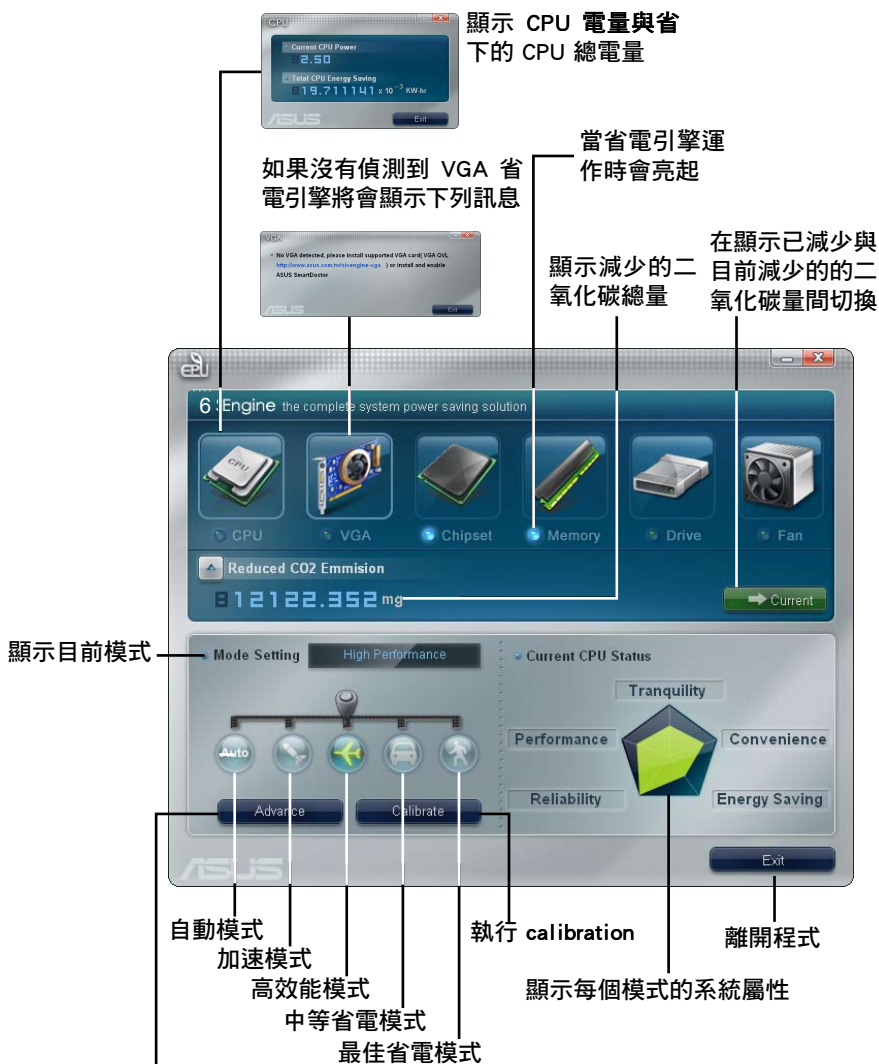 CPU
Current CPU Power
2.50
Total CPU Energy Saving
19.711141 x 10⁻³ KW-hr
ASUS
Exit
顯示 CPU 電量與省
下的 CPU 總電量
當省電引擎運
作時會亮起
如果沒有偵測到 VGA 省
電引擎將會顯示下列訊息
VGA
No VGA detected, please install supported VGA card( VGA QVL
http://www.asus.com.tw/sixengine-vga ) or install and enable
ASUS SmartDoctor
ASUS
Exit
顯示減少的二
氧化碳總量
在顯示已減少與
目前減少的的二
氧化碳量間切換
EPU
6 Engine the complete system power saving solution
CPU
CPU
VGA
Chipset
Memory
Drive
Fan
Reduced CO2 Emmision
12122.352 mg
Current
顯示目前模式
Mode Setting
High Performance
Auto
Advance
Calibrate
Current CPU Status
Tranquility
Performance
Convenience
Reliability
Energy Saving
ASUS
Exit
自動模式
加速模式
高效能模式
中等省電模式
最佳省電模式
執行 calibration
顯示每個模式的系統屬性
離開程式